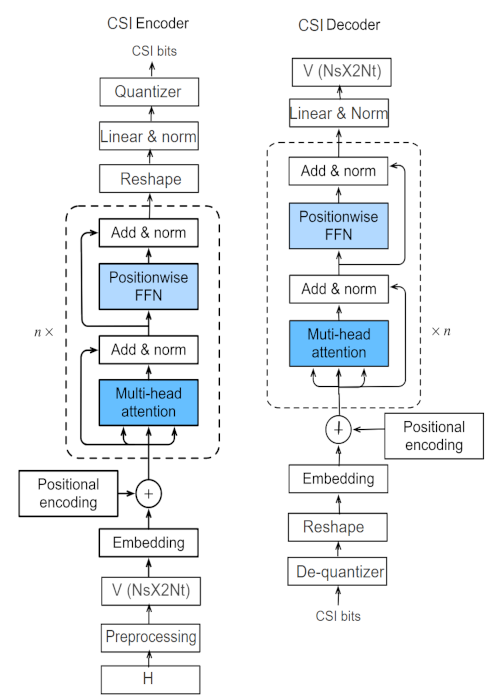 CSI Encoder
CSI bits
Quantizer
Linear & norm
Reshape
Add & norm
Positionwise
FFN
n ×
Add & norm
Multi-head
attention
Positional
encoding
+
Embedding
V (NsX2Nt)
Preprocessing
H
CSI Decoder
V (NsX2Nt)
Linear & Norm
Add & norm
Positionwise
FFN
Add & norm
× n
Muti-head
attention
+
Positional
encoding
Embedding
Reshape
De-quantizer
CSI bits